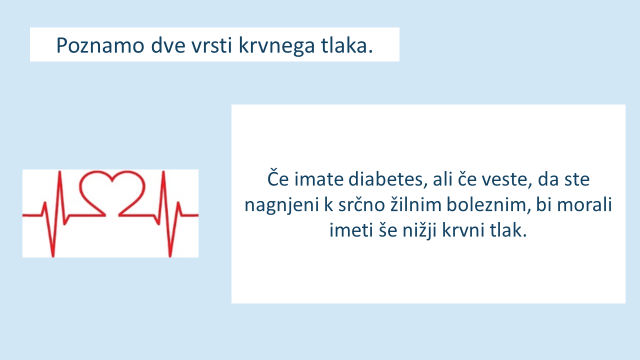 Poznamo dve vrsti krvnega tlaka.
Če imate diabetes, ali če veste, da ste
nagnjeni k srčno žilnim boleznim, bi morali
imeti še nižji krvni tlak.